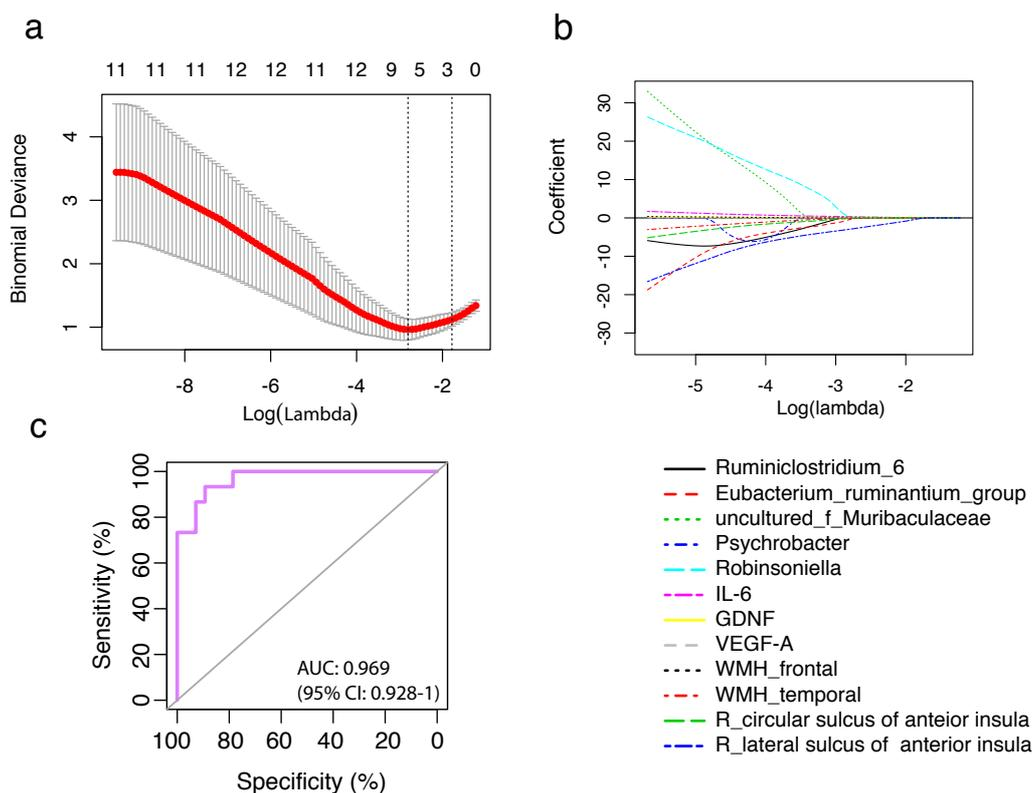 a
11 11 11 12 12 11 12 9 5 3 0
Binomial Deviance
4
3
2
1
-8 -6 -4 -2
Log(Lambda)
b
Coefficient
30
20
10
0
-10
-20
-30
-5 -4 -3 -2
Log(lambda)
c
Sensitivity (%)
100
80
60
40
20
0
AUC: 0.969
(95% CI: 0.928-1)
100 80 60 40 20 0
Specificity (%)
Ruminiclostridium_6
Eubacterium_ruminantium_group
uncultured_f_Muribaculaceae
Psychrobacter
Robinsoniella
IL-6
GDNF
VEGF-A
WMH_frontal
WMH_temporal
R_circular sulcus of anteior insula
R_lateral sulcus of anterior insula